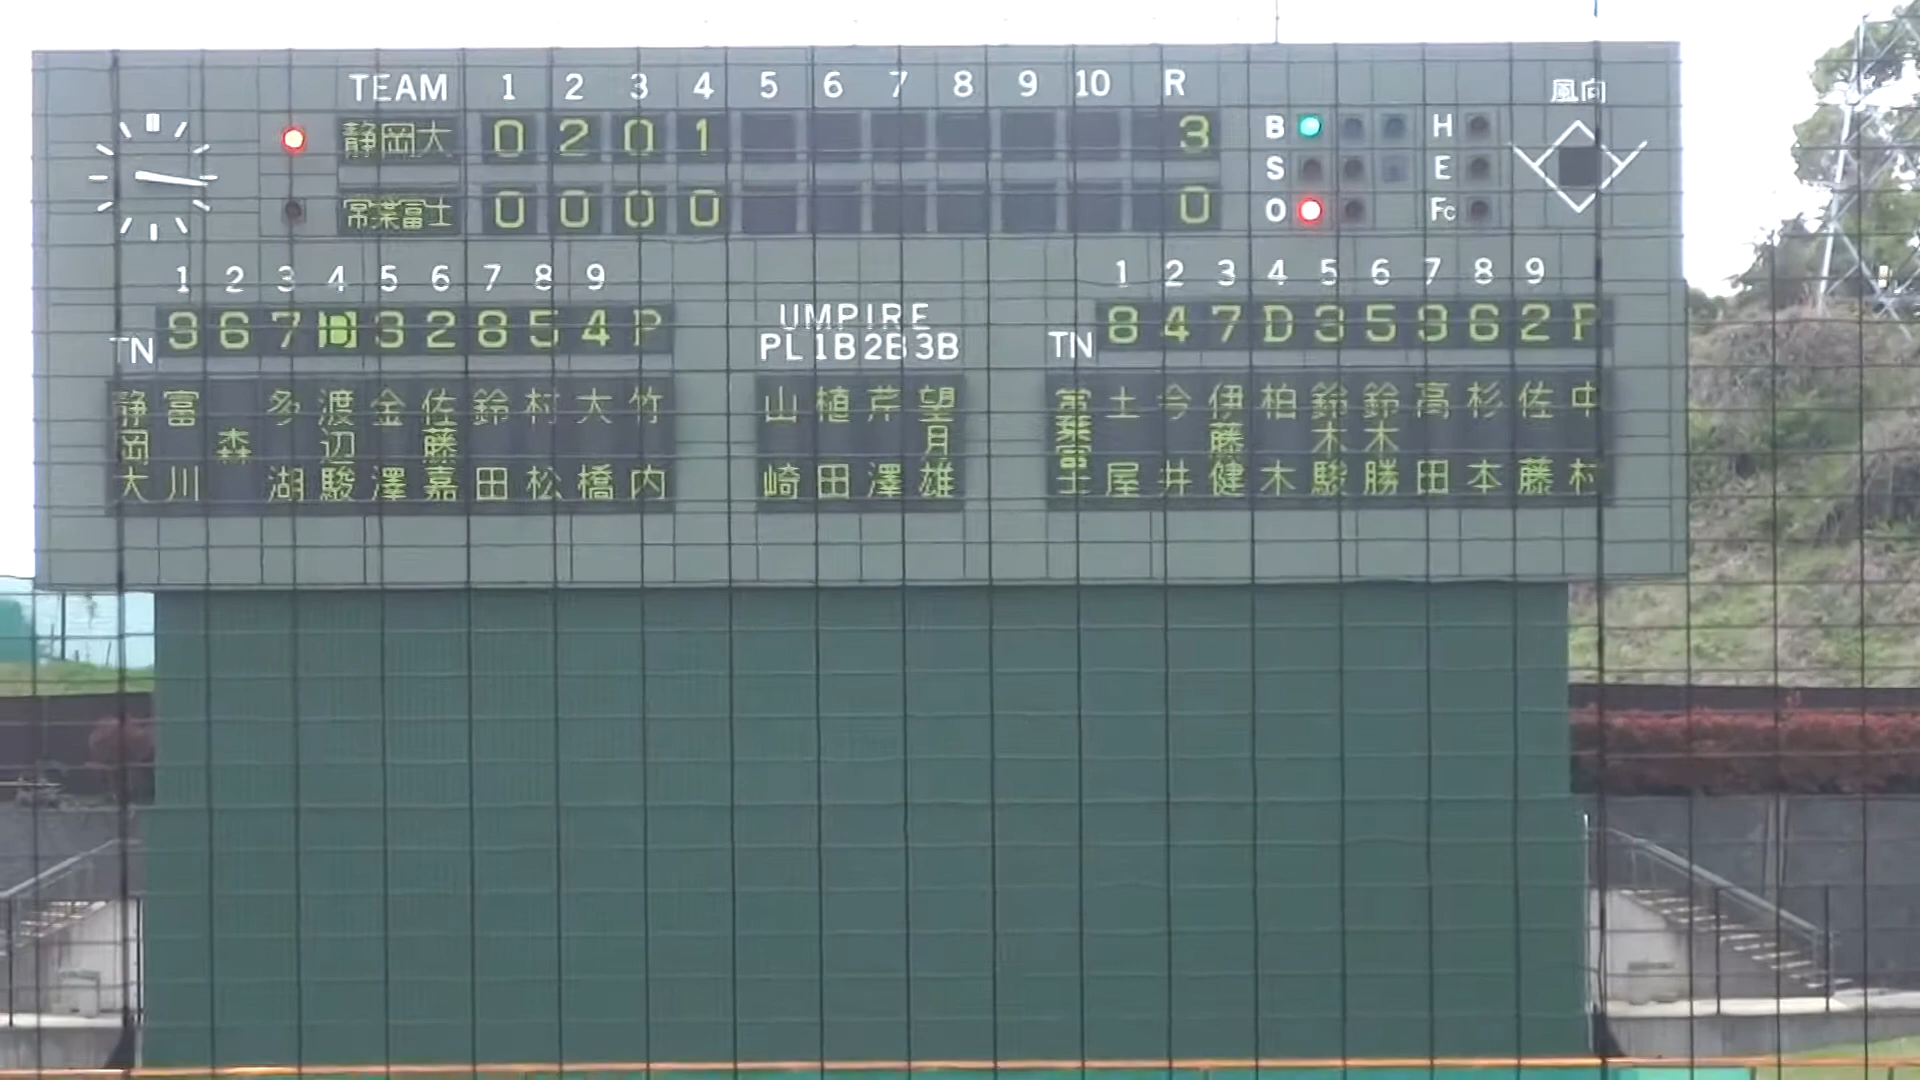 TEAM 1 2 3 4 5 6 7 8 9 10 R
静岡大 0 2 0 1 3
常葉富士 0 0 0 0 0
B H
S E
O Fc
風向
1 2 3 4 5 6 7 8 9
9 6 7 D 3 2 8 5 4 P
TN
静岡大 富川 森 多湖 渡辺駿 金澤 佐藤嘉 鈴田 村松 大橋 竹内
UMPIRE
PL 1B 2B 3B
山崎 植田 芹澤 望月雄
1 2 3 4 5 6 7 8 9
8 4 7 D 3 5 9 6 2 P
TN
常葉富士 土屋 今井 伊藤健 柏木 鈴木駿 鈴木勝 高田 杉本 佐藤 中村